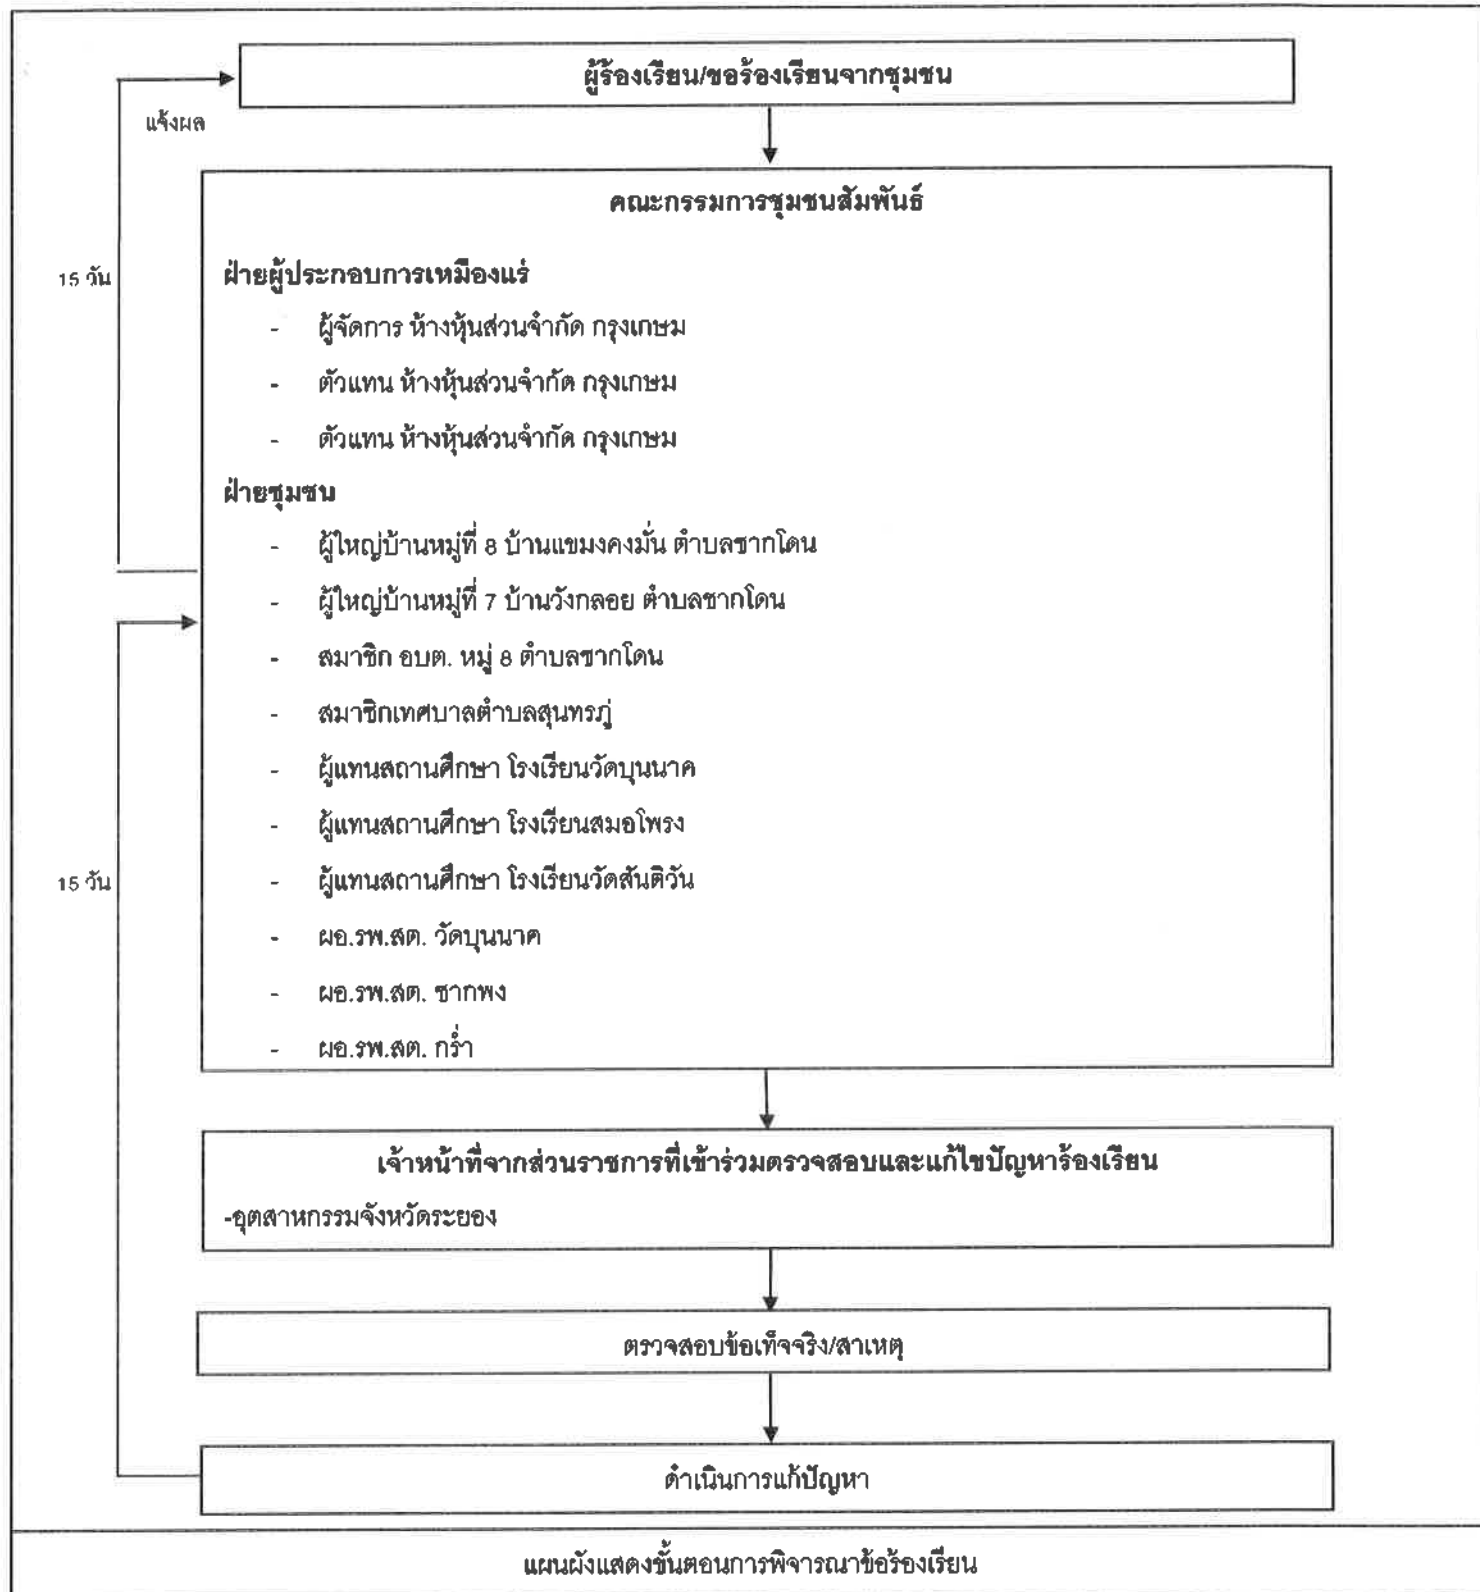 ผู้ร้องเรียน/ขอร้องเรียนจากชุมชน
แจ้งผล
คณะกรรมการชุมชนสัมพันธ์
15 วัน
ฝ่ายผู้ประกอบการเหมืองแร่
- ผู้จัดการ ห้างหุ้นส่วนจำกัด กรุงเกษม
- ตัวแทน ห้างหุ้นส่วนจำกัด กรุงเกษม
- ตัวแทน ห้างหุ้นส่วนจำกัด กรุงเกษม
ฝ่ายชุมชน
- ผู้ใหญ่บ้านหมู่ที่ 8 บ้านแขมงคงมั่น ตำบลชากโดน
- ผู้ใหญ่บ้านหมู่ที่ 7 บ้านวังกลอย ตำบลชากโดน
- สมาชิก อบต. หมู่ 8 ตำบลชากโดน
- สมาชิกเทศบาลตำบลสุนทรภู่
- ผู้แทนสถานศึกษา โรงเรียนวัดบุนนาค
- ผู้แทนสถานศึกษา โรงเรียนสมอโพรง
- ผู้แทนสถานศึกษา โรงเรียนวัดสันติวัน
15 วัน
- ผอ.รพ.สต. วัดบุนนาค
- ผอ.รพ.สต. ชากพง
- ผอ.รพ.สต. กร่ำ
เจ้าหน้าที่จากส่วนราชการที่เข้าร่วมตรวจสอบและแก้ไขปัญหาร้องเรียน
-อุตสาหกรรมจังหวัดระยอง
ตรวจสอบข้อเท็จจริง/สาเหตุ
ดำเนินการแก้ปัญหา
แผนผังแสดงขั้นตอนการพิจารณาข้อร้องเรียน